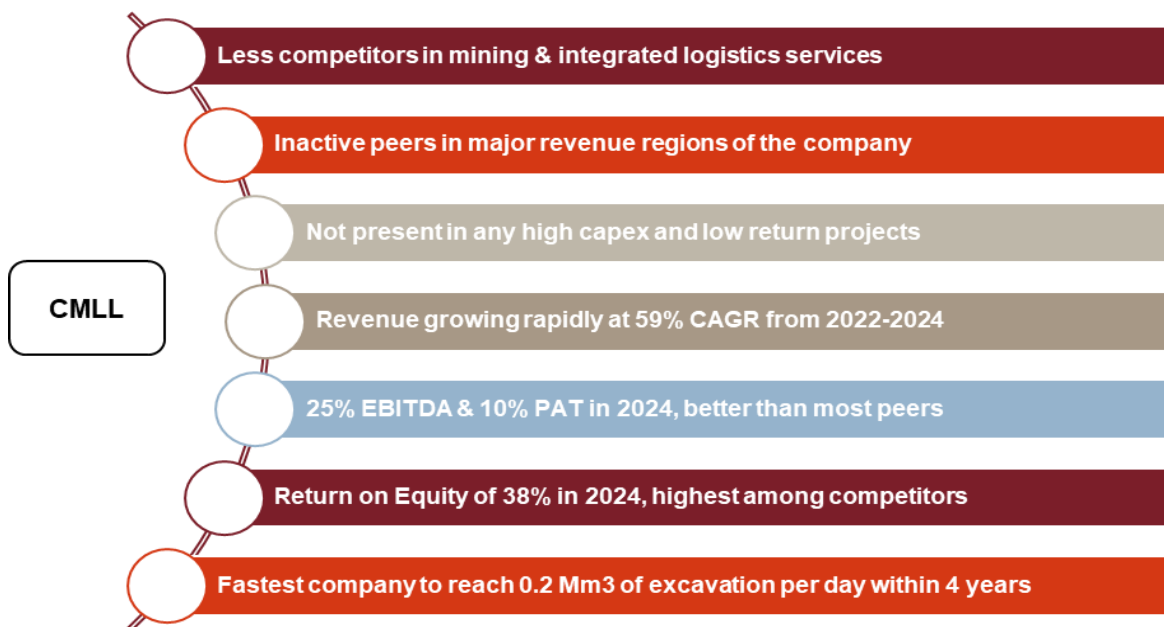 Less competitors in mining & integrated logistics services
Inactive peers in major revenue regions of the company
Not present in any high capex and low return projects
CMLL
Revenue growing rapidly at 59% CAGR from 2022-2024
25% EBITDA & 10% PAT in 2024, better than most peers
Return on Equity of 38% in 2024, highest among competitors
Fastest company to reach 0.2 Mm3 of excavation per day within 4 years